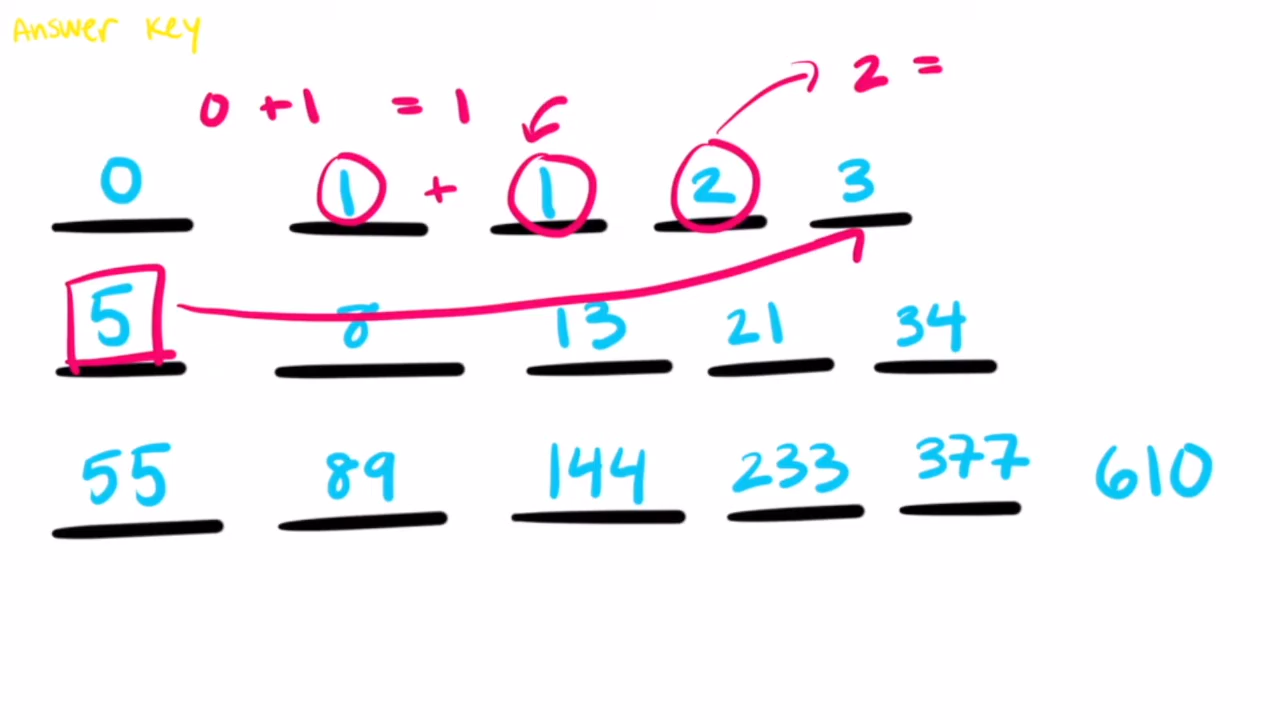 Answer Key
2 =
0 + 1 = 1
0 1 + 1 2 3
5 8 13 21 34
55 89 144 233 377 610